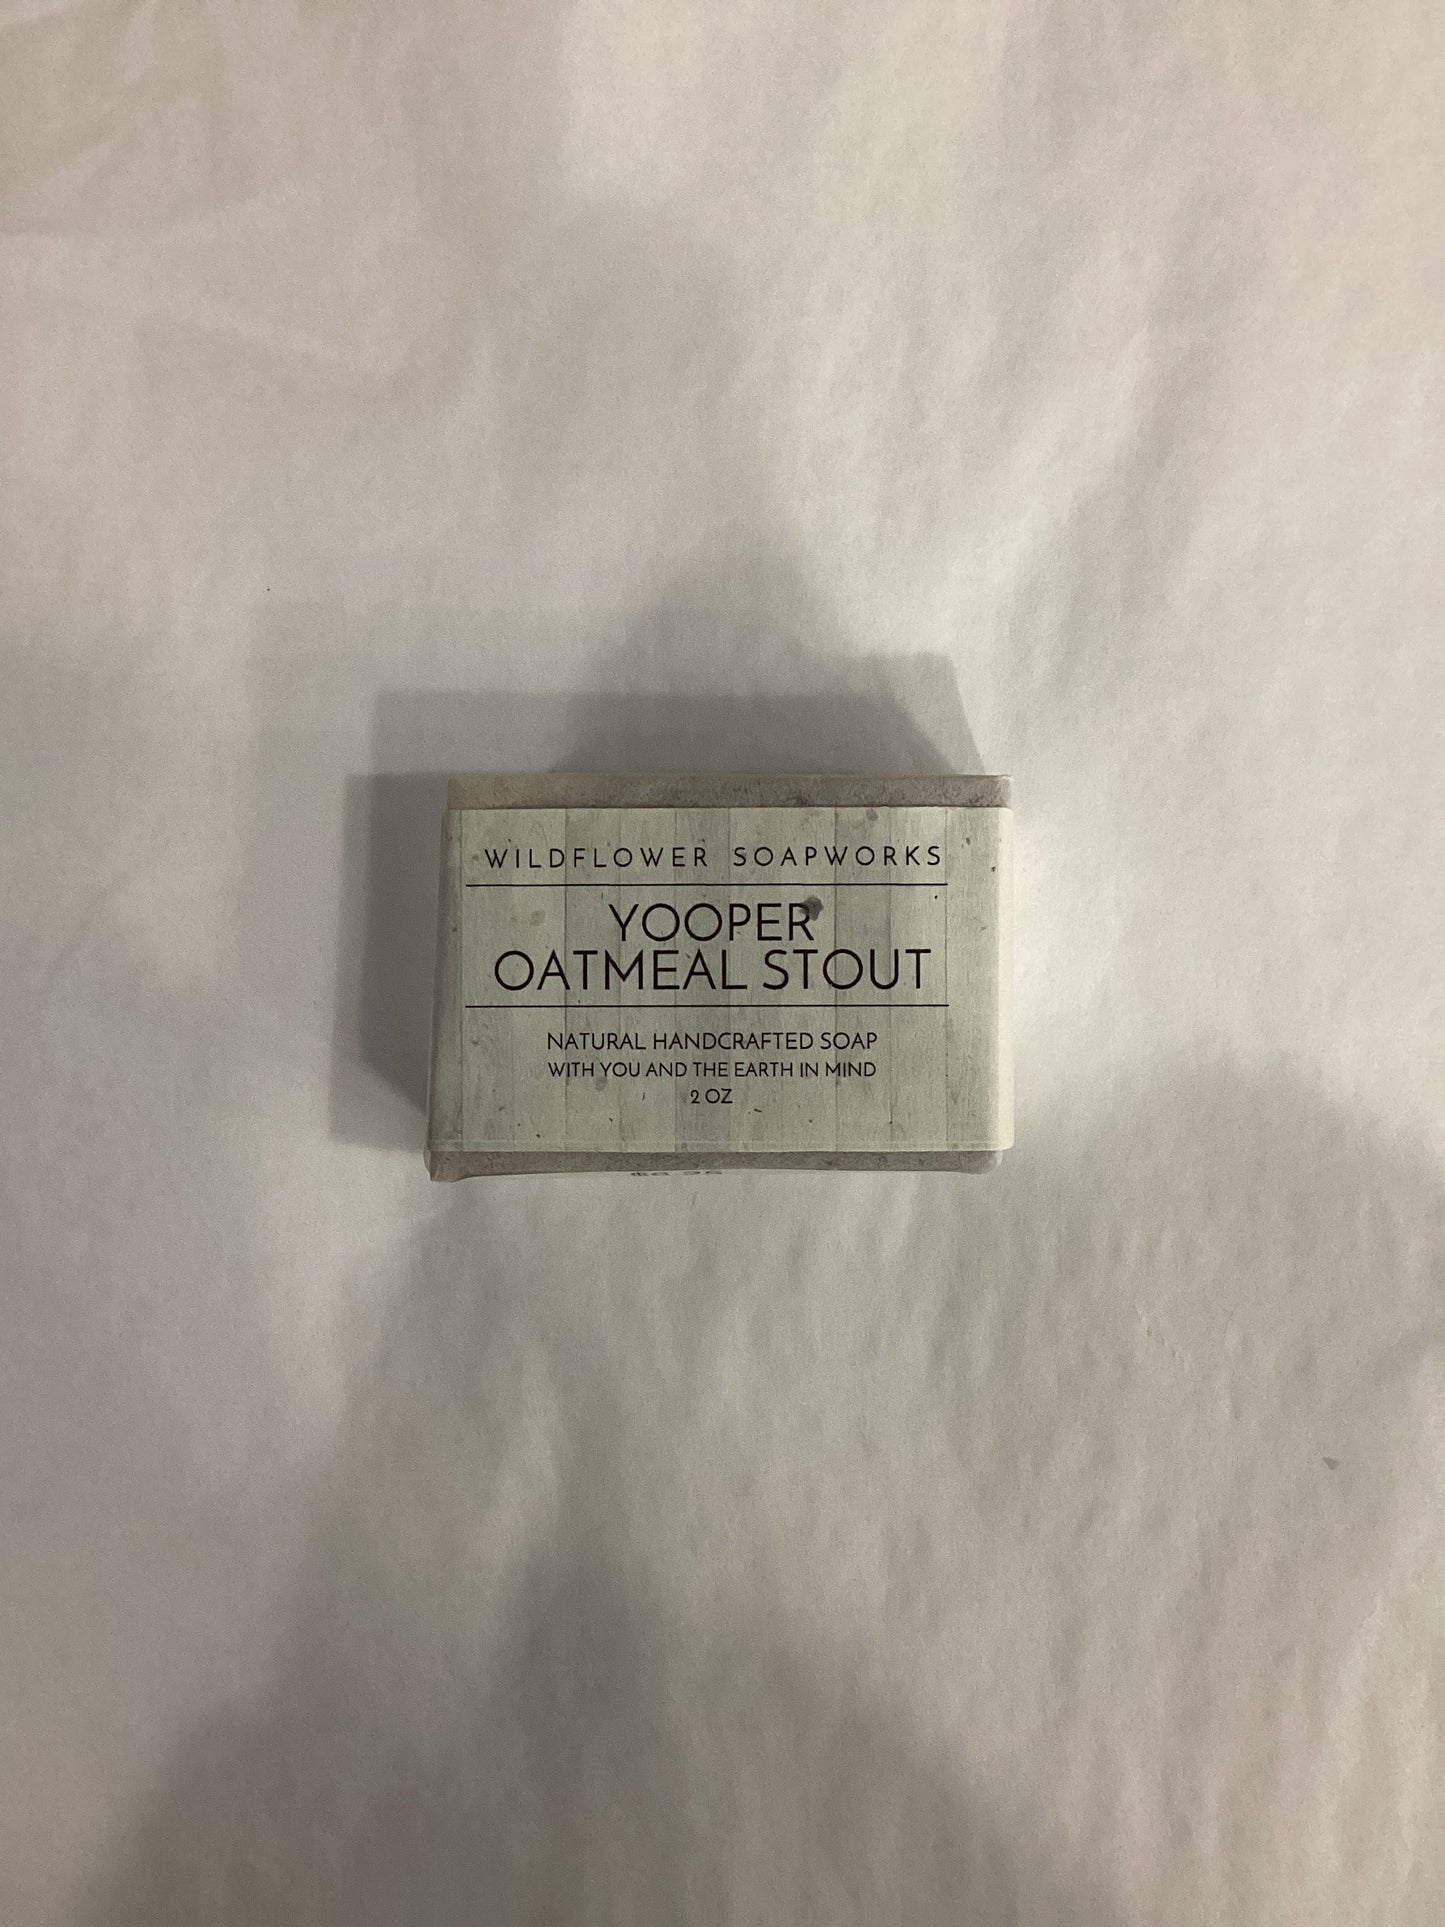 WILDFLOWER SOAPWORKS
YOOPER
OATMEAL STOUT
NATURAL HANDCRAFTED SOAP
WITH YOU AND THE EARTH IN MIND
2 OZ